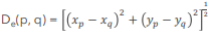 Dₑ(p, q) = [(xₚ − x_q)² + (yₚ − y_q)²]^½